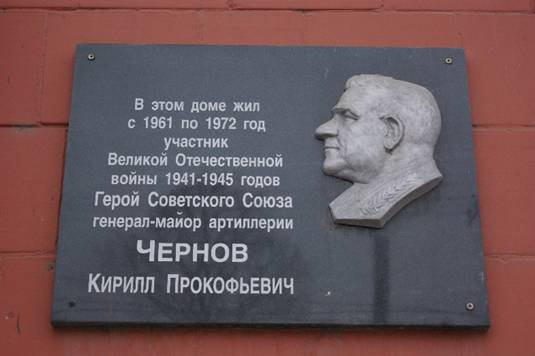 В этом доме жил
с 1961 по 1972 год
участник
Великой Отечественной
войны 1941-1945 годов
Герой Советского Союза
генерал-майор артиллерии
ЧЕРНОВ
КИРИЛЛ ПРОКОФЬЕВИЧ